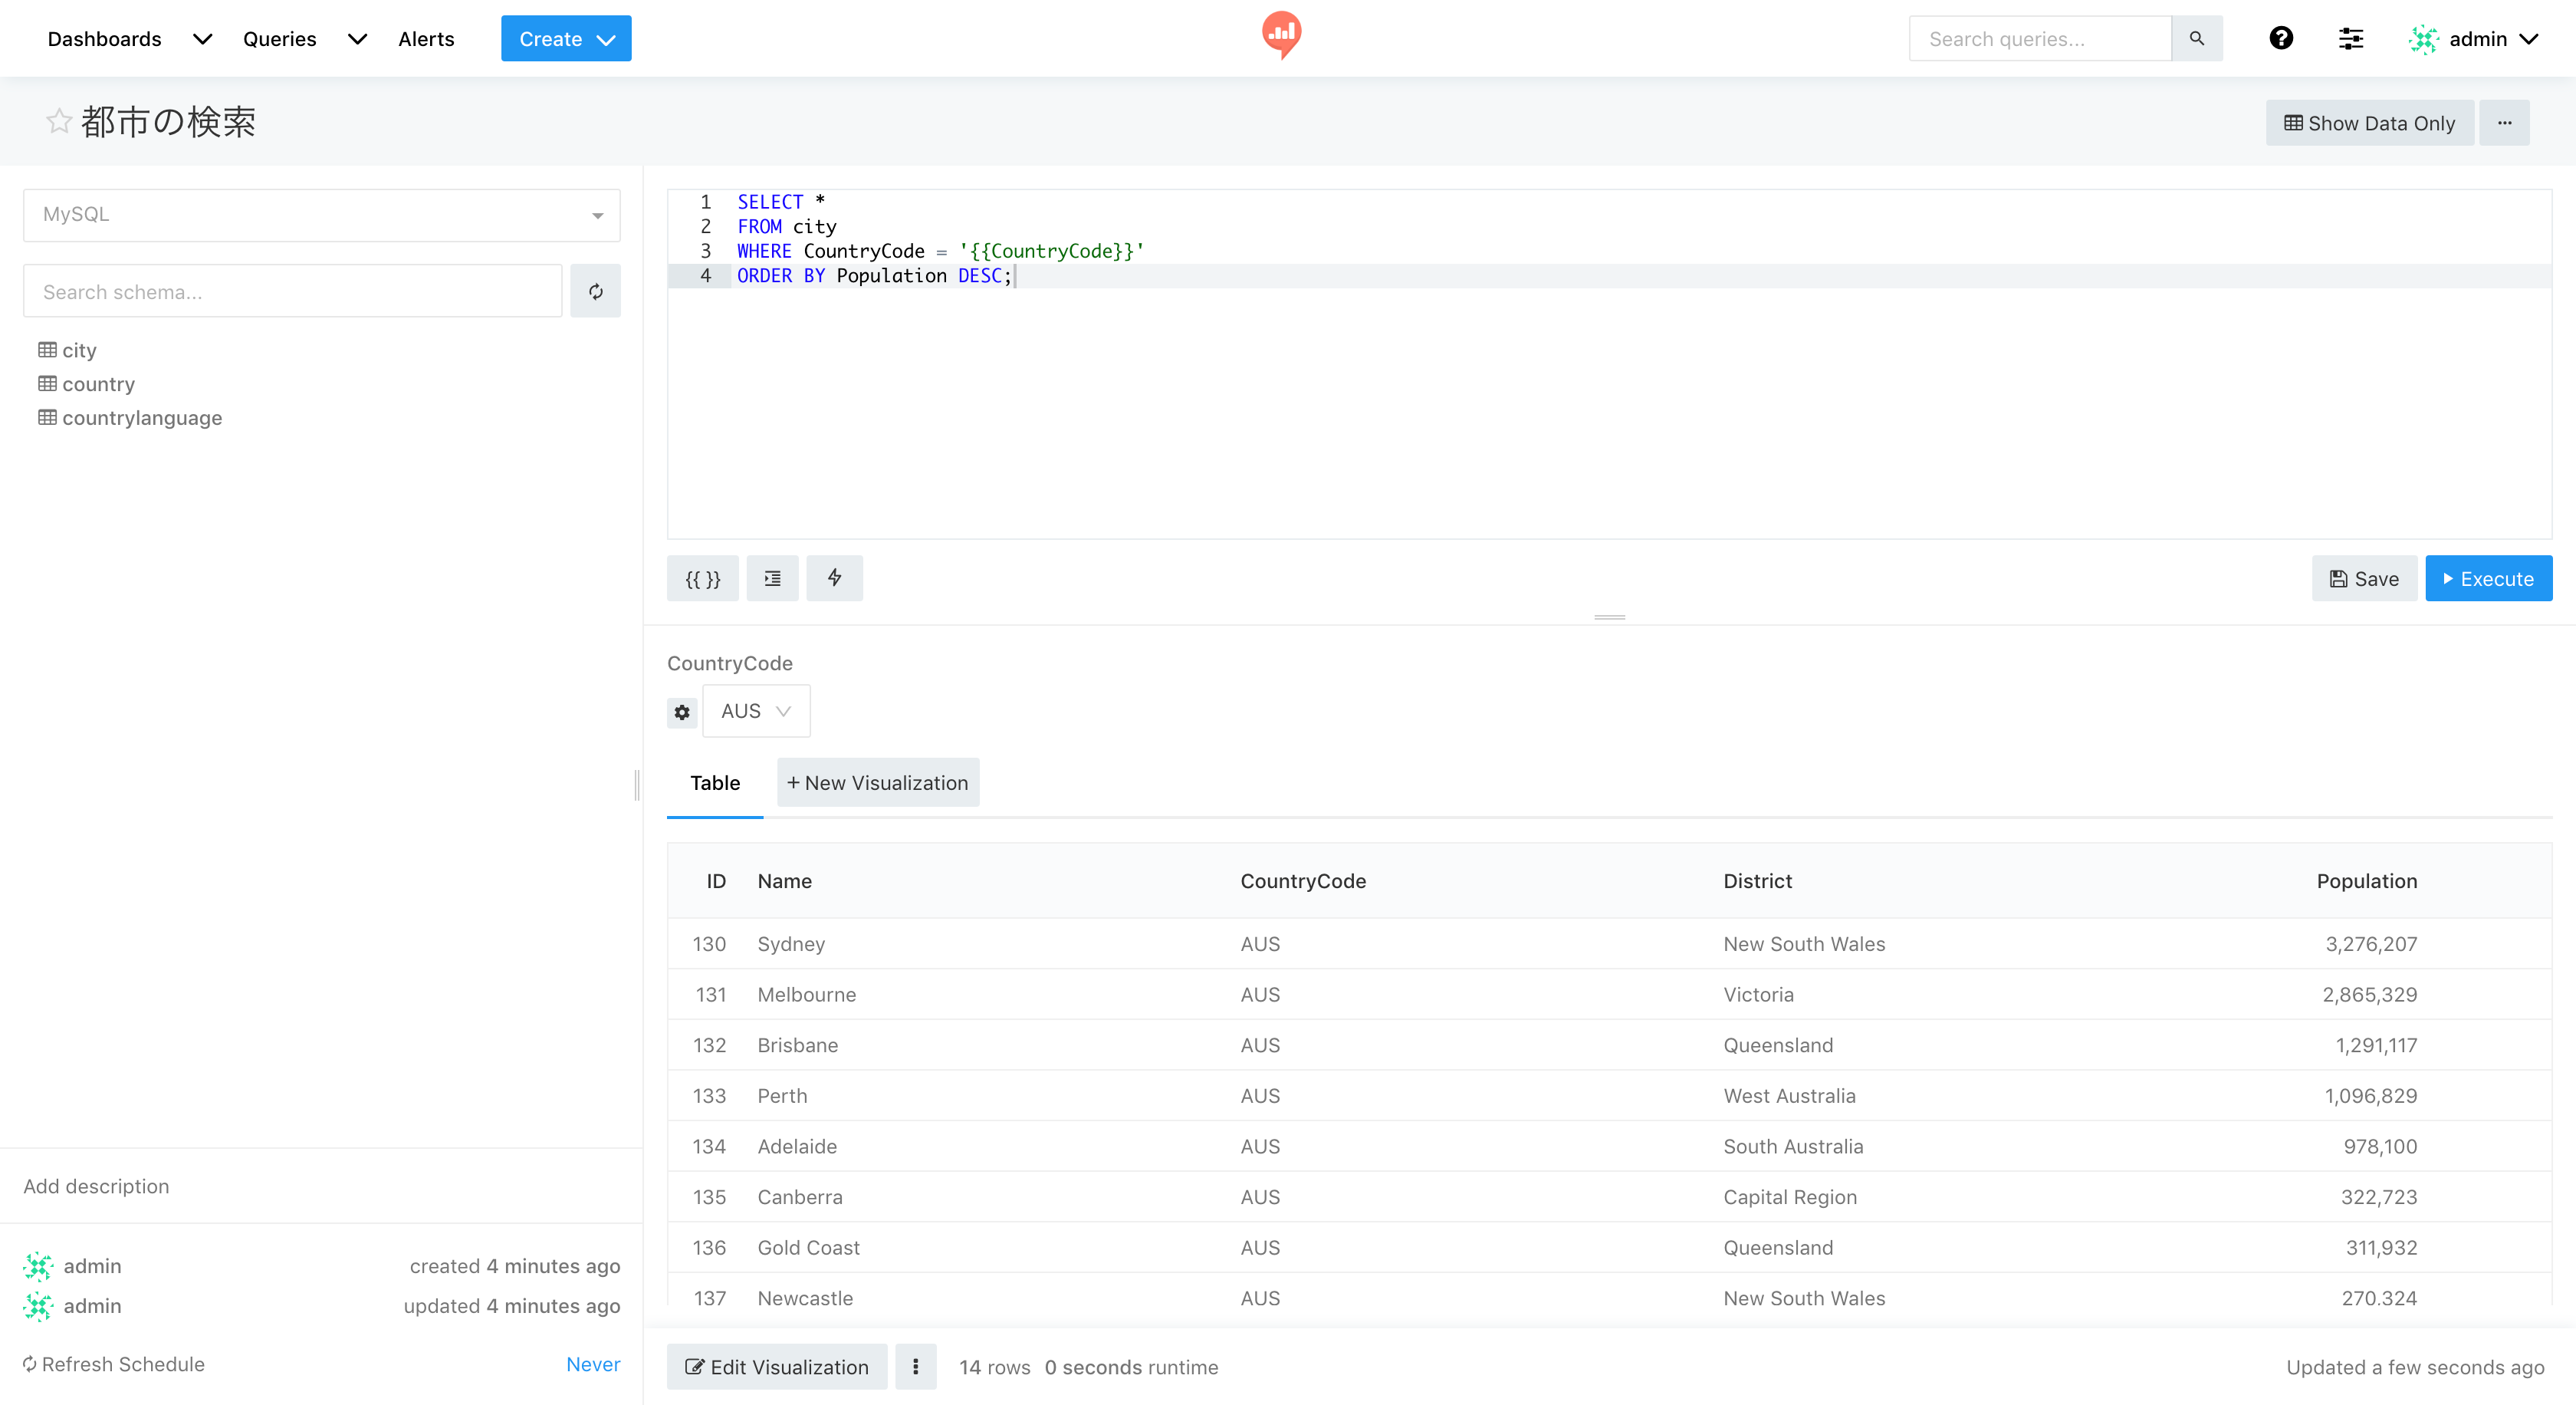 Dashboards Queries Alerts Create Search queries... admin
都市の検索 Show Data Only ...
MySQL
Search schema...
city
country
countrylanguage
1 SELECT *
2 FROM city
3 WHERE CountryCode = '{{CountryCode}}'
4 ORDER BY Population DESC;
{{ }} Save Execute
CountryCode
AUS
Table + New Visualization
ID Name CountryCode District Population
130 Sydney AUS New South Wales 3,276,207
131 Melbourne AUS Victoria 2,865,329
132 Brisbane AUS Queensland 1,291,117
133 Perth AUS West Australia 1,096,829
134 Adelaide AUS South Australia 978,100
135 Canberra AUS Capital Region 322,723
136 Gold Coast AUS Queensland 311,932
137 Newcastle AUS New South Wales 270.324
Add description
admin created 4 minutes ago
admin updated 4 minutes ago
Refresh Schedule Never
Edit Visualization 14 rows 0 seconds runtime Updated a few seconds ago